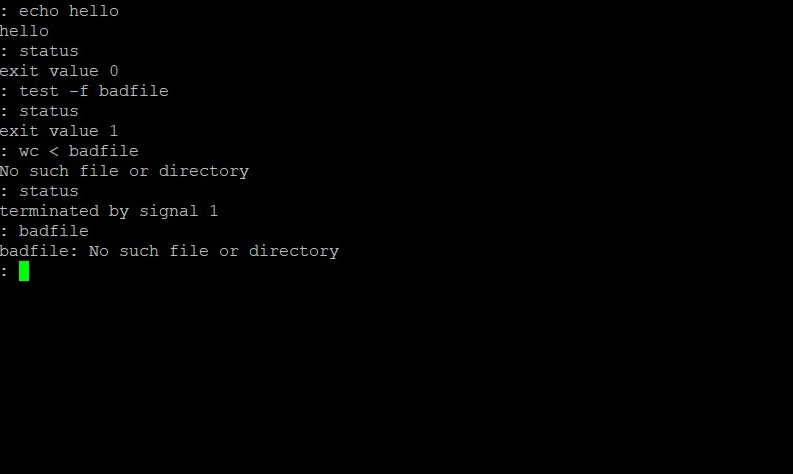 : echo hello
hello
: status
exit value 0
: test -f badfile
: status
exit value 1
: wc < badfile
No such file or directory
: status
terminated by signal 1
: badfile
badfile: No such file or directory
: